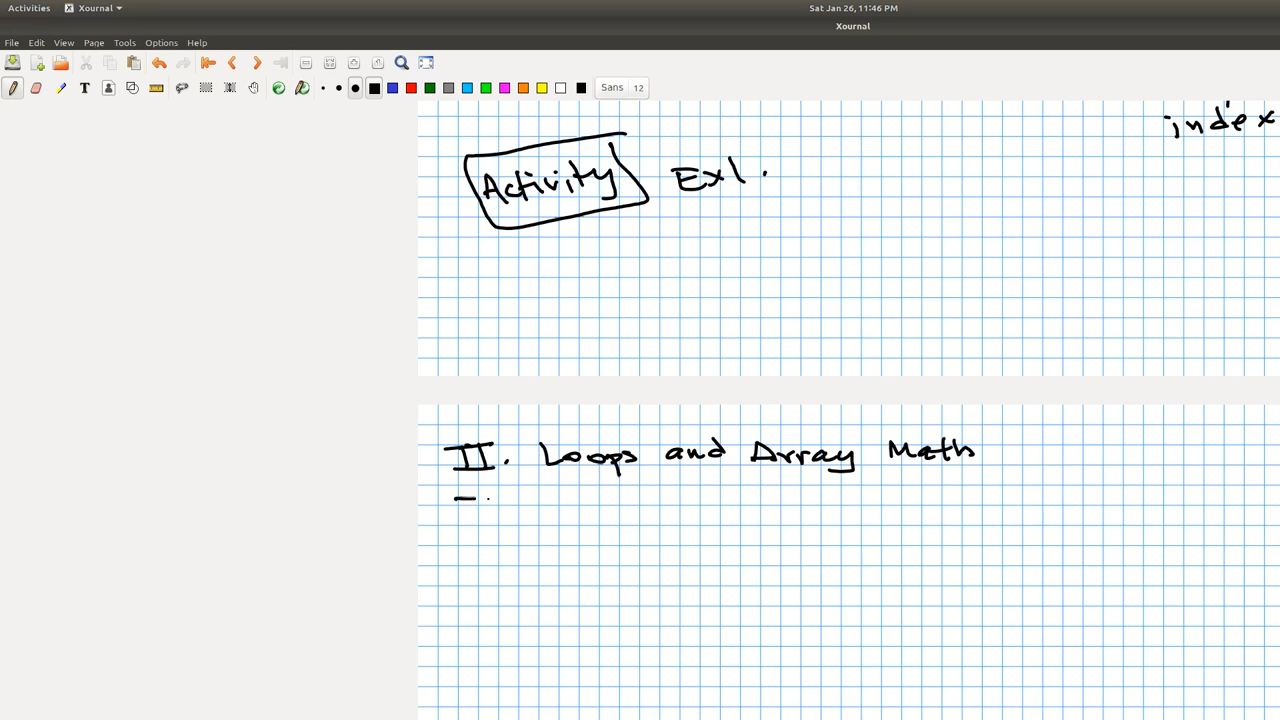 Activities Xournal Sat Jan 26, 11:46 PM
Xournal
File Edit View Page Tools Options Help
Sans 12
index
Activity Ex1.
II. Loops and Array Math